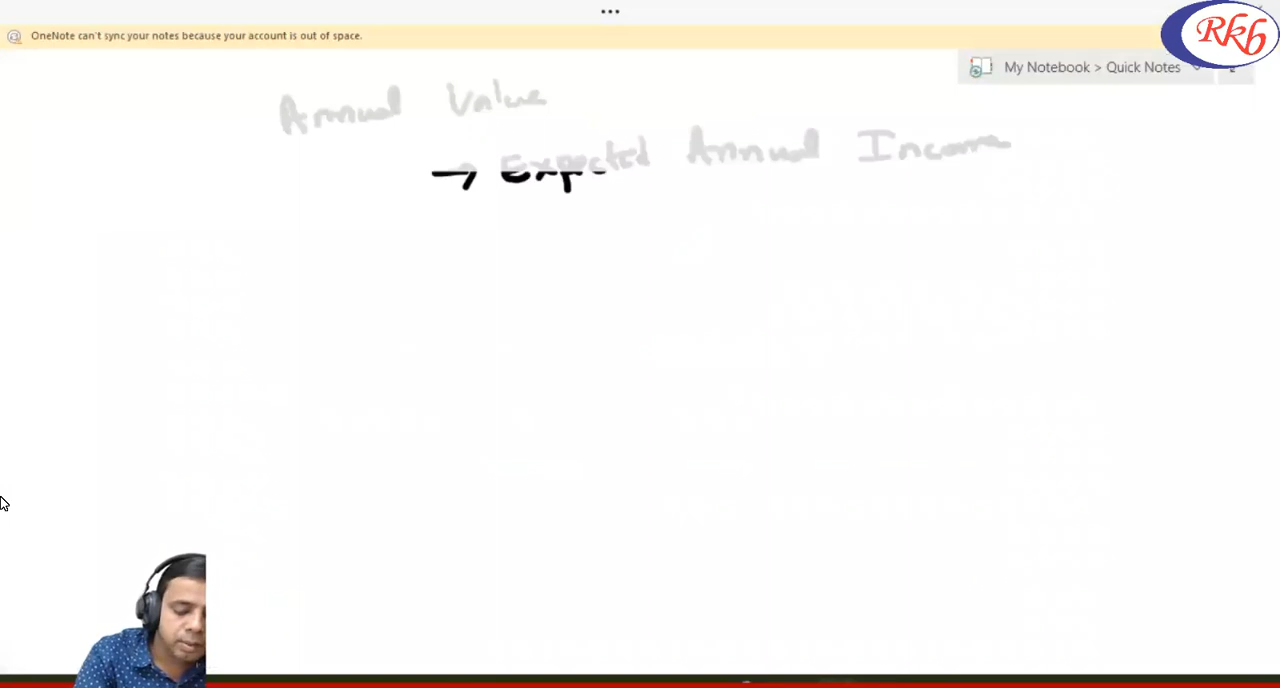 OneNote can't sync your notes because your account is out of space.
Rkb
My Notebook > Quick Notes
Annual Value
→ Expected Annual Income